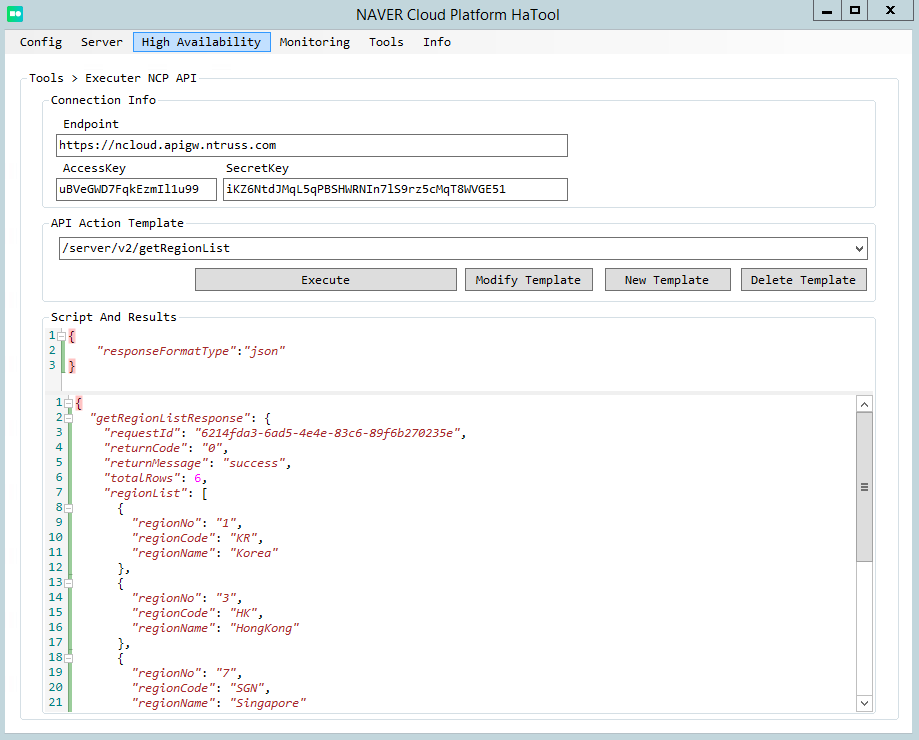 NAVER Cloud Platform HaTool
Config Server High Availability Monitoring Tools Info
Tools > Executer NCP API
Connection Info
Endpoint
https://ncloud.apigw.ntruss.com
AccessKey SecretKey
uBVeGWD7FqkEzmIl1u99 iKZ6NtdJMqL5qPBSHWRNIn7lS9rz5cMqT8WVGE51
API Action Template
/server/v2/getRegionList
Execute Modify Template New Template Delete Template
Script And Results
1 {
2 "responseFormatType":"json"
3 }
1 {
2 "getRegionListResponse": {
3 "requestId": "6214fda3-6ad5-4e4e-83c6-89f6b270235e",
4 "returnCode": "0",
5 "returnMessage": "success",
6 "totalRows": 6,
7 "regionList": [
8 {
9 "regionNo": "1",
10 "regionCode": "KR",
11 "regionName": "Korea"
12 },
13 {
14 "regionNo": "3",
15 "regionCode": "HK",
16 "regionName": "HongKong"
17 },
18 {
19 "regionNo": "7",
20 "regionCode": "SGN",
21 "regionName": "Singapore"